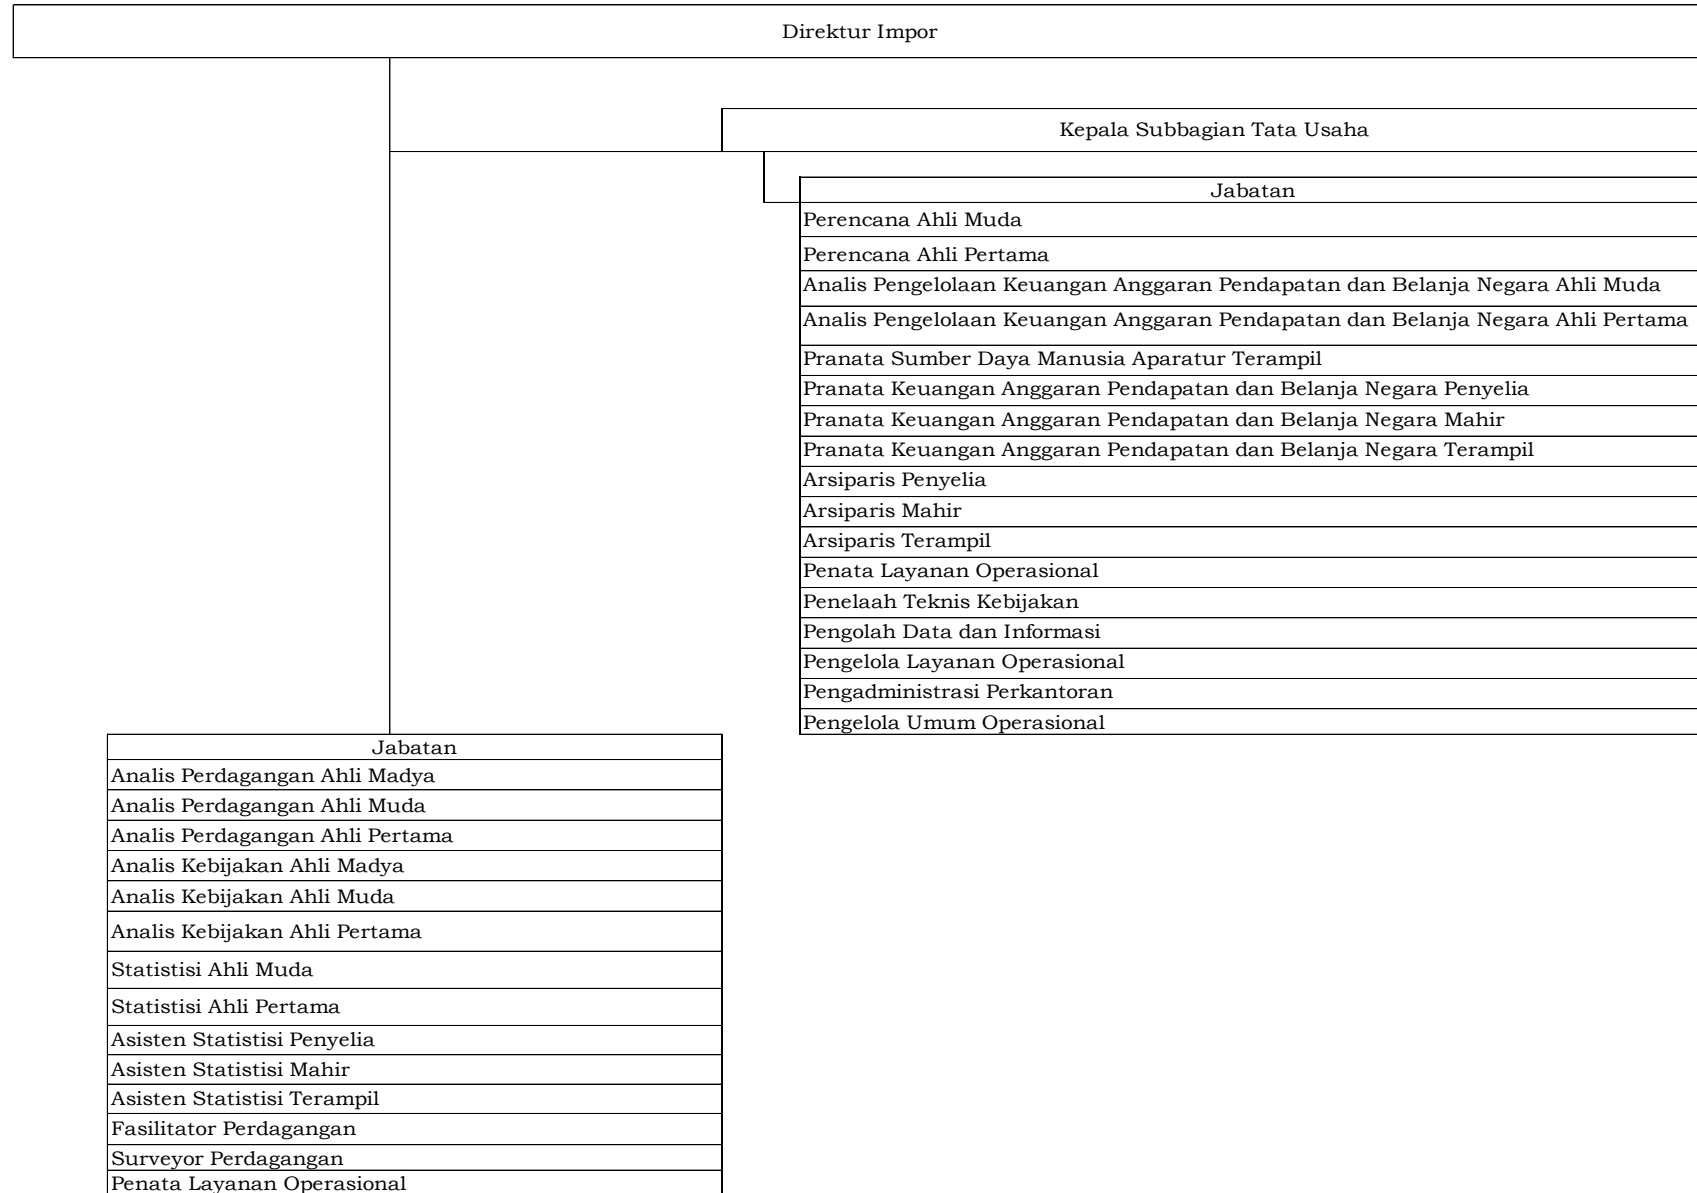 Direktur Impor
Kepala Subbagian Tata Usaha
Jabatan
Perencana Ahli Muda
Perencana Ahli Pertama
Analis Pengelolaan Keuangan Anggaran Pendapatan dan Belanja Negara Ahli Muda
Analis Pengelolaan Keuangan Anggaran Pendapatan dan Belanja Negara Ahli Pertama
Pranata Sumber Daya Manusia Aparatur Terampil
Pranata Keuangan Anggaran Pendapatan dan Belanja Negara Penyelia
Pranata Keuangan Anggaran Pendapatan dan Belanja Negara Mahir
Pranata Keuangan Anggaran Pendapatan dan Belanja Negara Terampil
Arsiparis Penyelia
Arsiparis Mahir
Arsiparis Terampil
Penata Layanan Operasional
Penelaah Teknis Kebijakan
Pengolah Data dan Informasi
Pengelola Layanan Operasional
Pengadministrasi Perkantoran
Pengelola Umum Operasional
Jabatan
Analis Perdagangan Ahli Madya
Analis Perdagangan Ahli Muda
Analis Perdagangan Ahli Pertama
Analis Kebijakan Ahli Madya
Analis Kebijakan Ahli Muda
Analis Kebijakan Ahli Pertama
Statistisi Ahli Muda
Statistisi Ahli Pertama
Asisten Statistisi Penyelia
Asisten Statistisi Mahir
Asisten Statistisi Terampil
Fasilitator Perdagangan
Surveyor Perdagangan
Penata Layanan Operasional